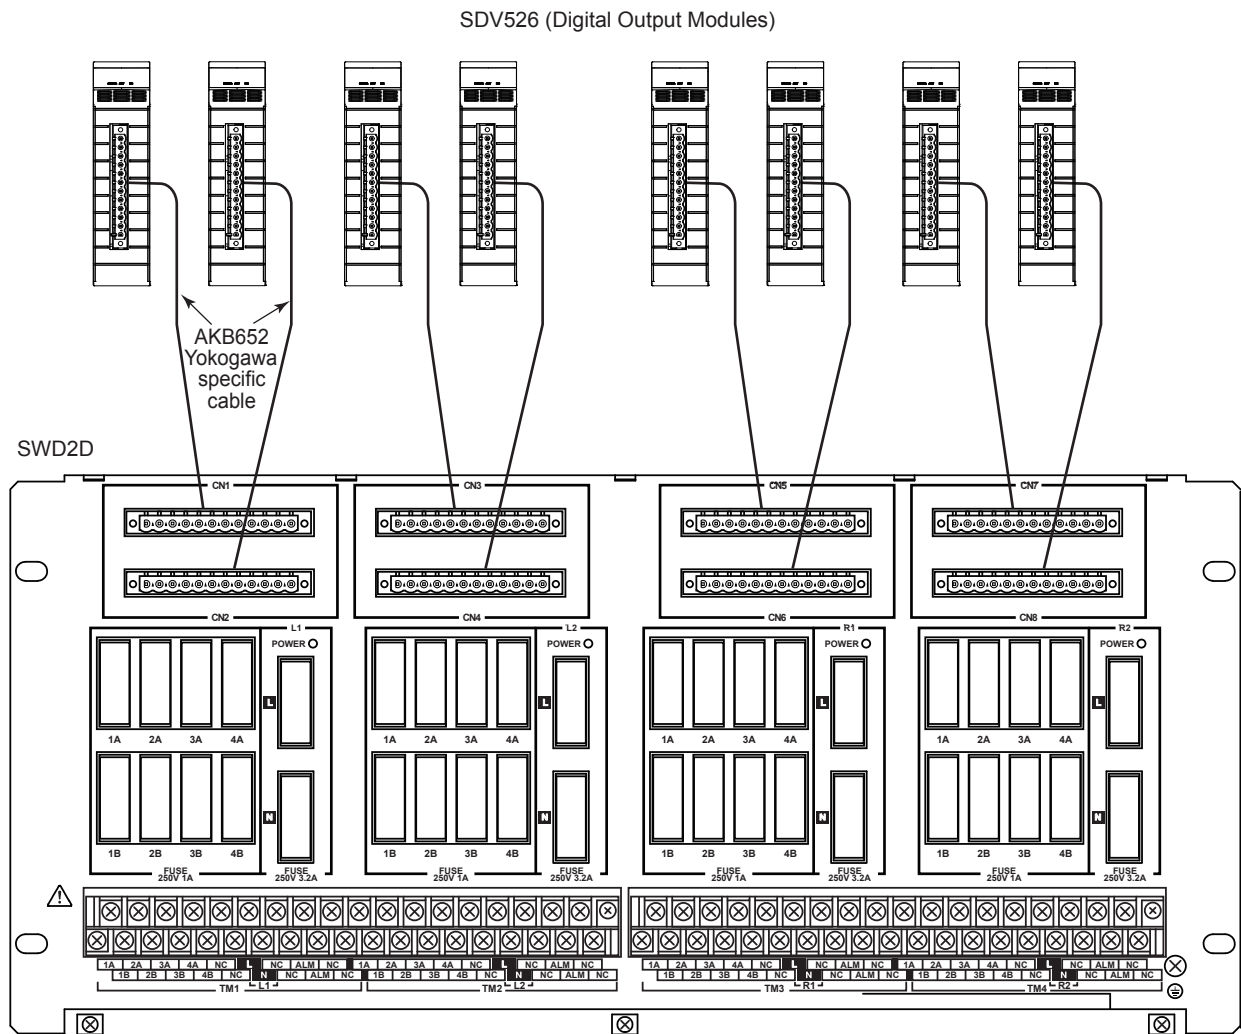 SDV526 (Digital Output Modules)
AKB652
Yokogawa
specific
cable
SWD2D
CN1 CN3 CN5 CN7
CN2 CN4 CN6 CN8
L1 L2 R1 R2
POWER POWER POWER POWER
L L L L
1A 2A 3A 4A 1A 2A 3A 4A 1A 2A 3A 4A 1A 2A 3A 4A
N N N N
1B 2B 3B 4B 1B 2B 3B 4B 1B 2B 3B 4B 1B 2B 3B 4B
FUSE FUSE FUSE FUSE FUSE FUSE FUSE FUSE
250V 1A 250V 3.2A 250V 1A 250V 3.2A 250V 1A 250V 3.2A 250V 1A 250V 3.2A
1A 2A 3A 4A NC L NC ALM NC 1A 2A 3A 4A NC L NC ALM NC 1A 2A 3A 4A NC L NC ALM NC 1A 2A 3A 4A NC L NC ALM NC
1B 2B 3B 4B NC N NC ALM NC 1B 2B 3B 4B NC N NC ALM NC 1B 2B 3B 4B NC N NC ALM NC 1B 2B 3B 4B NC N NC ALM NC
TM1 L1 TM2 L2 TM3 R1 TM4 R2